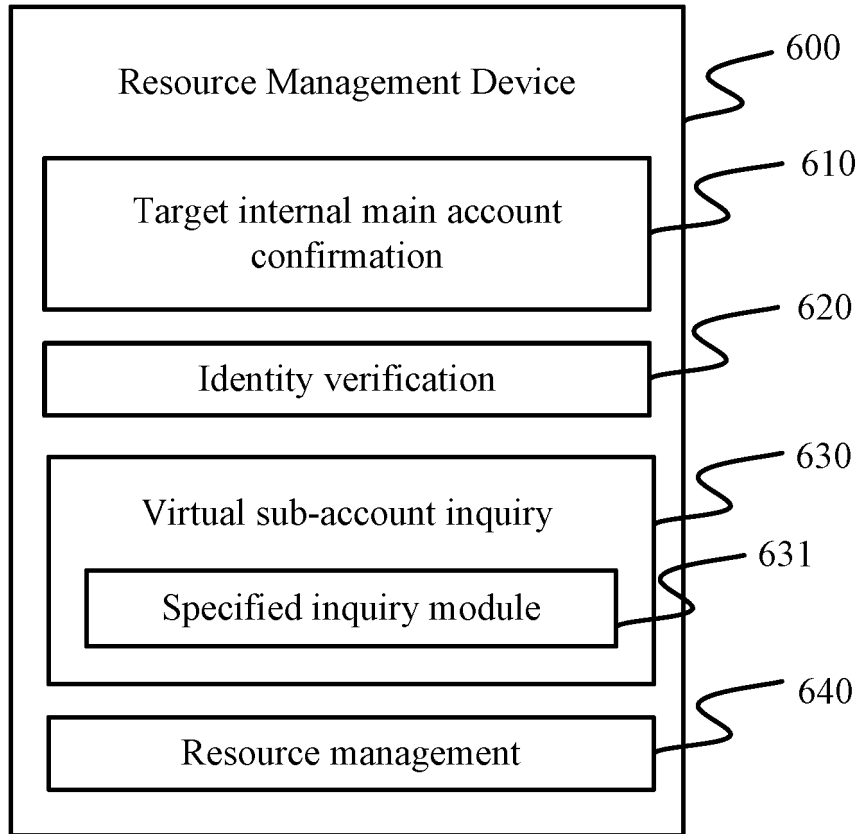 Resource Management Device
600
Target internal main account
confirmation
610
Identity verification
620
Virtual sub-account inquiry
630
Specified inquiry module
631
Resource management
640